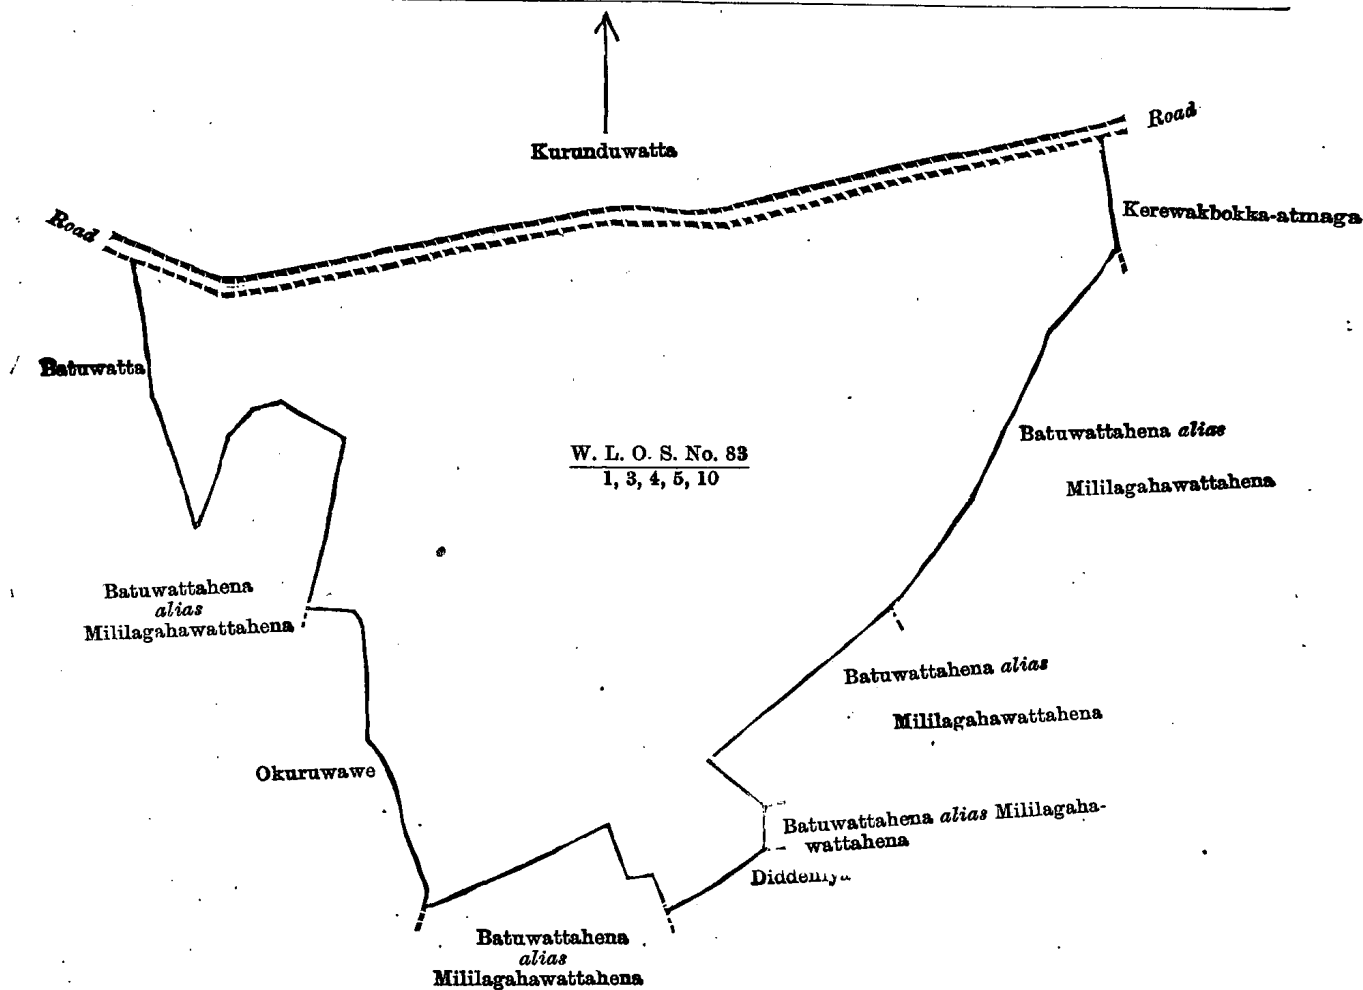 Road
Kurunduwatta
Kerewakbokka-atmaga
Road
Batuwatta
Batuwattahena alias
Mililagahawattahena
W. L. O. S. No. 83
1, 3, 4, 5, 10
Batuwattahena
alias
Mililagahawattahena
Batuwattahena alias
Mililagahawattahena
Okuruwawe
Batuwattahena alias Mililagaha-
wattahena
Batuwattahena
alias
Mililagahawattahena